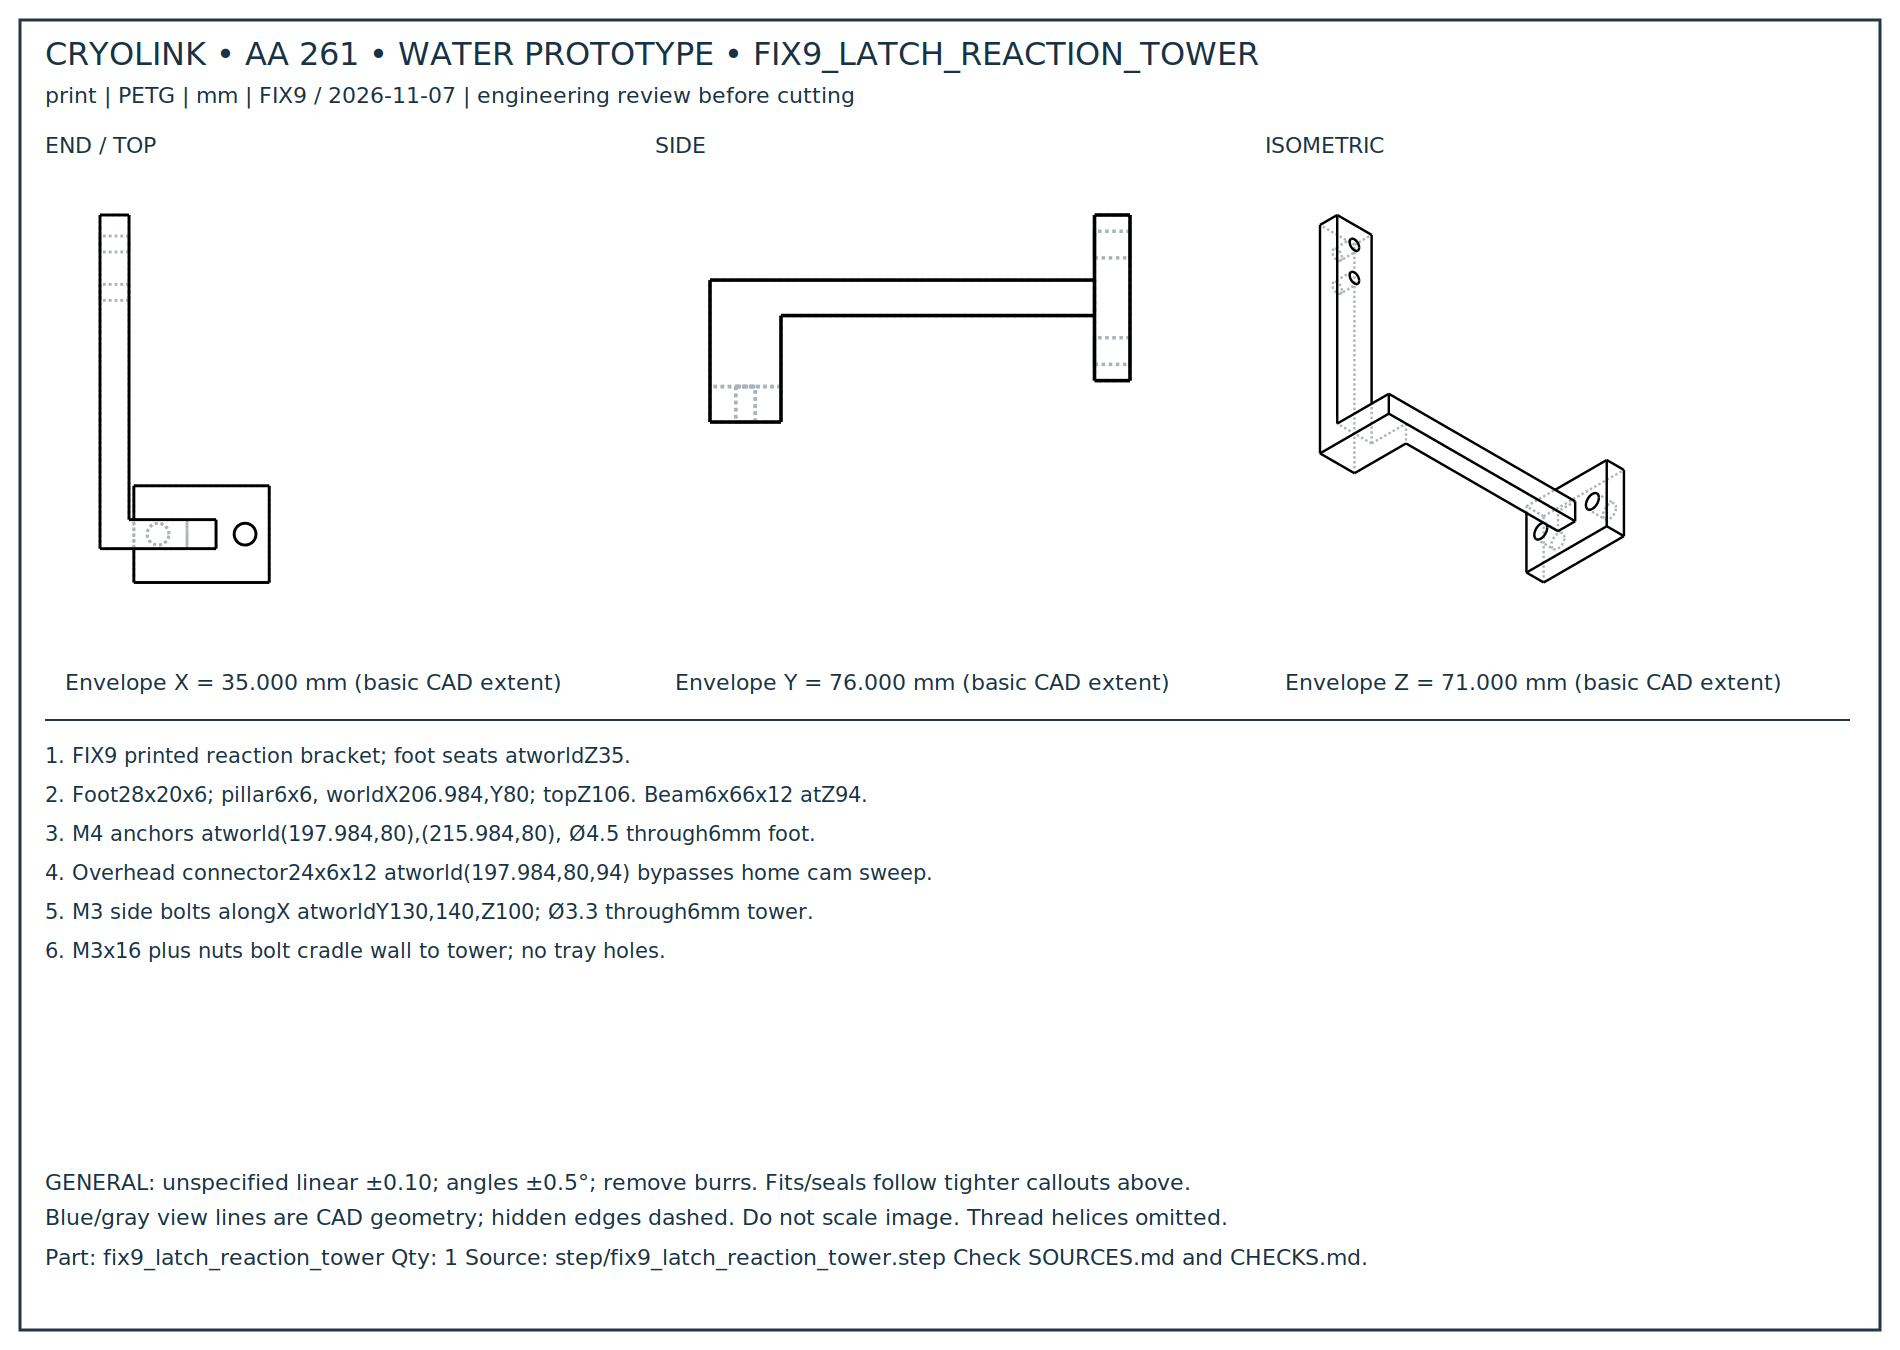 CRYOLINK • AA 261 • WATER PROTOTYPE • FIX9_LATCH_REACTION_TOWER
print | PETG | mm | FIX9 / 2026-11-07 | engineering review before cutting
END / TOP
SIDE
ISOMETRIC
Envelope X = 35.000 mm (basic CAD extent)
Envelope Y = 76.000 mm (basic CAD extent)
Envelope Z = 71.000 mm (basic CAD extent)
1. FIX9 printed reaction bracket; foot seats atworldZ35.
2. Foot28x20x6; pillar6x6, worldX206.984,Y80; topZ106. Beam6x66x12 atZ94.
3. M4 anchors atworld(197.984,80),(215.984,80), Ø4.5 through6mm foot.
4. Overhead connector24x6x12 atworld(197.984,80,94) bypasses home cam sweep.
5. M3 side bolts alongX atworldY130,140,Z100; Ø3.3 through6mm tower.
6. M3x16 plus nuts bolt cradle wall to tower; no tray holes.
GENERAL: unspecified linear ±0.10; angles ±0.5°; remove burrs. Fits/seals follow tighter callouts above.
Blue/gray view lines are CAD geometry; hidden edges dashed. Do not scale image. Thread helices omitted.
Part: fix9_latch_reaction_tower Qty: 1 Source: step/fix9_latch_reaction_tower.step Check SOURCES.md and CHECKS.md.